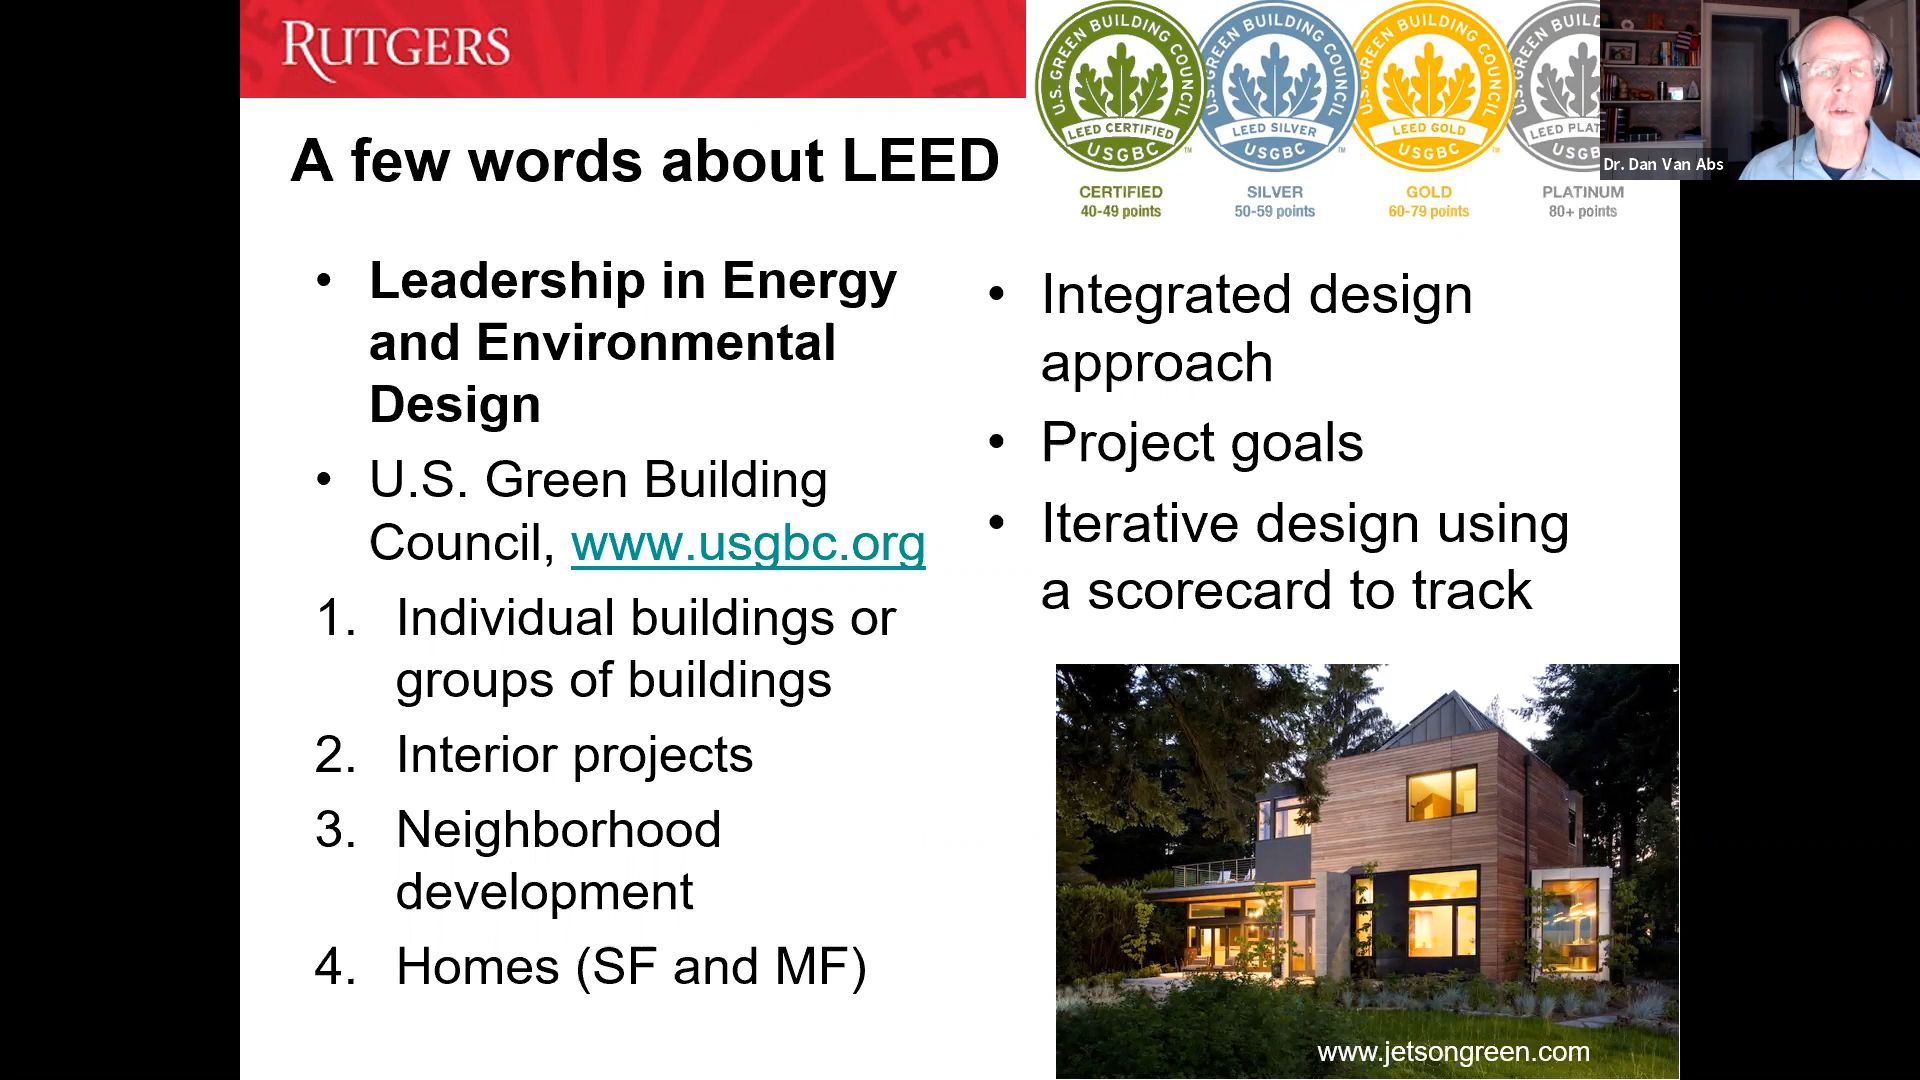 RUTGERS
U.S. GREEN BUILDING COUNCIL
LEED CERTIFIED
USGBC
U.S. GREEN BUILDING COUNCIL
LEED SILVER
USGBC
U.S. GREEN BUILDING COUNCIL
LEED GOLD
USGBC
U.S. GREEN
LEED
Dr. Dan Van Abs
CERTIFIED
40-49 points
SILVER
50-59 points
GOLD
60-79 points
PLATINUM
80+ points
A few words about LEED
• Leadership in Energy
and Environmental
Design
• U.S. Green Building
Council, www.usgbc.org
1. Individual buildings or
groups of buildings
2. Interior projects
3. Neighborhood
development
4. Homes (SF and MF)
• Integrated design
approach
• Project goals
• Iterative design using
a scorecard to track
www.jetsongreen.com